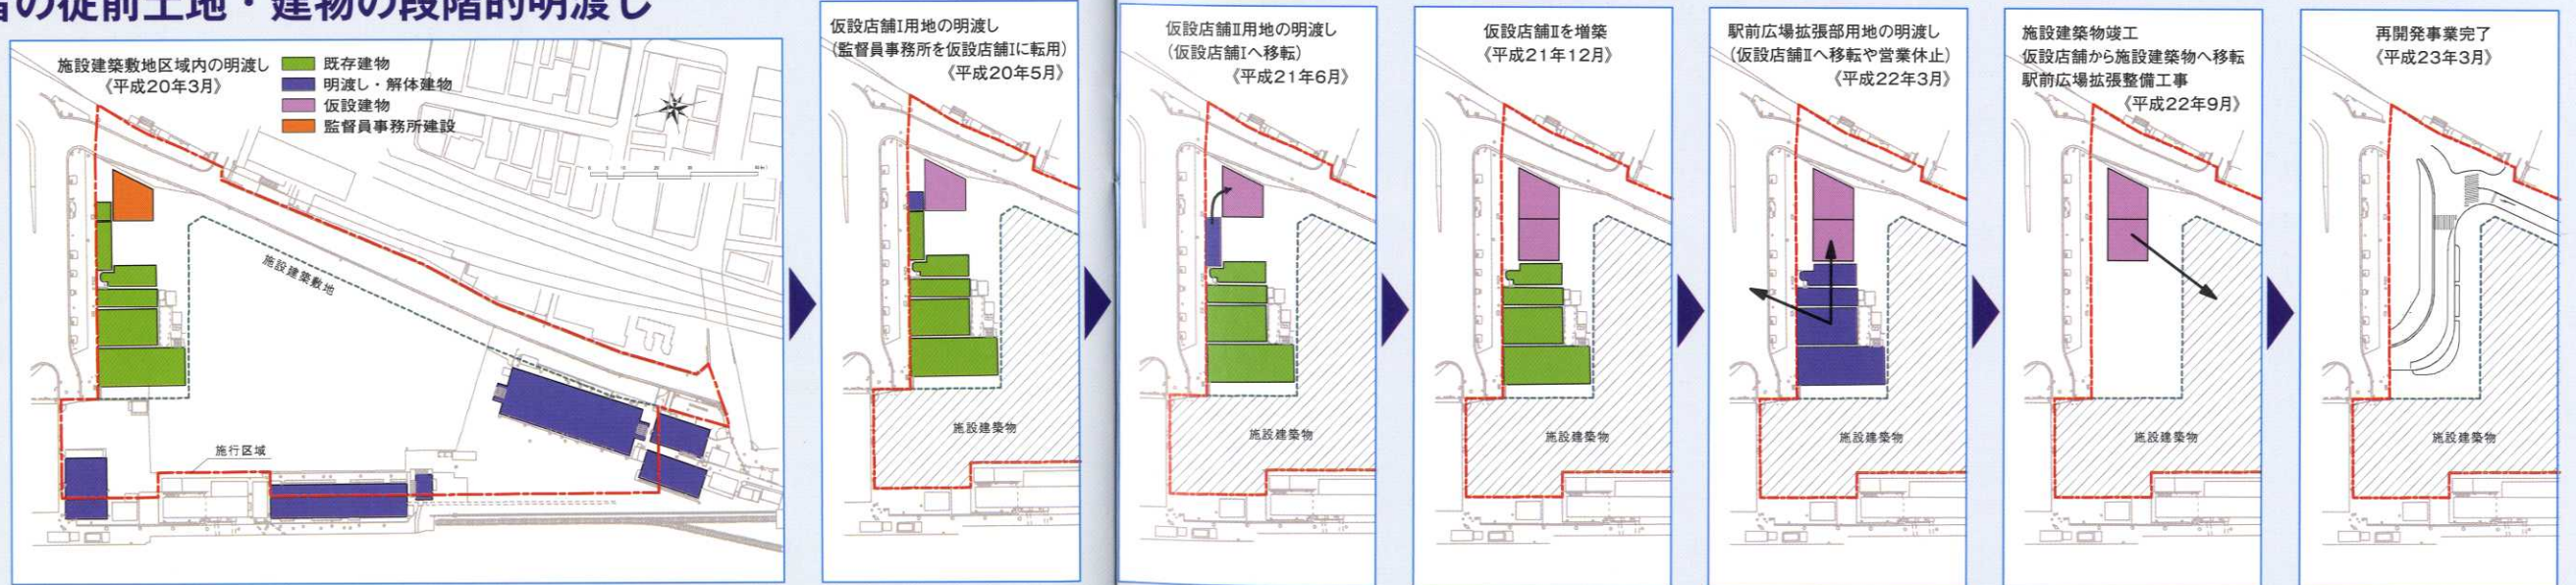 の従前土地・建物の段階的明渡し
施設建築敷地区域内の明渡し
《平成20年3月》
既存建物
明渡し・解体建物
仮設建物
監督員事務所建設
施設建築敷地
施行区域
仮設店舗Ⅰ用地の明渡し
(監督員事務所を仮設店舗Ⅰに転用)
《平成20年5月》
施設建築物
仮設店舗Ⅱ用地の明渡し
(仮設店舗Ⅰへ移転)
《平成21年6月》
施設建築物
仮設店舗Ⅱを増築
《平成21年12月》
施設建築物
駅前広場拡張部用地の明渡し
(仮設店舗Ⅱへ移転や営業休止)
《平成22年3月》
施設建築物
施設建築物竣工
仮設店舗から施設建築物へ移転
駅前広場拡張整備工事
《平成22年9月》
施設建築物
再開発事業完了
《平成23年3月》
施設建築物